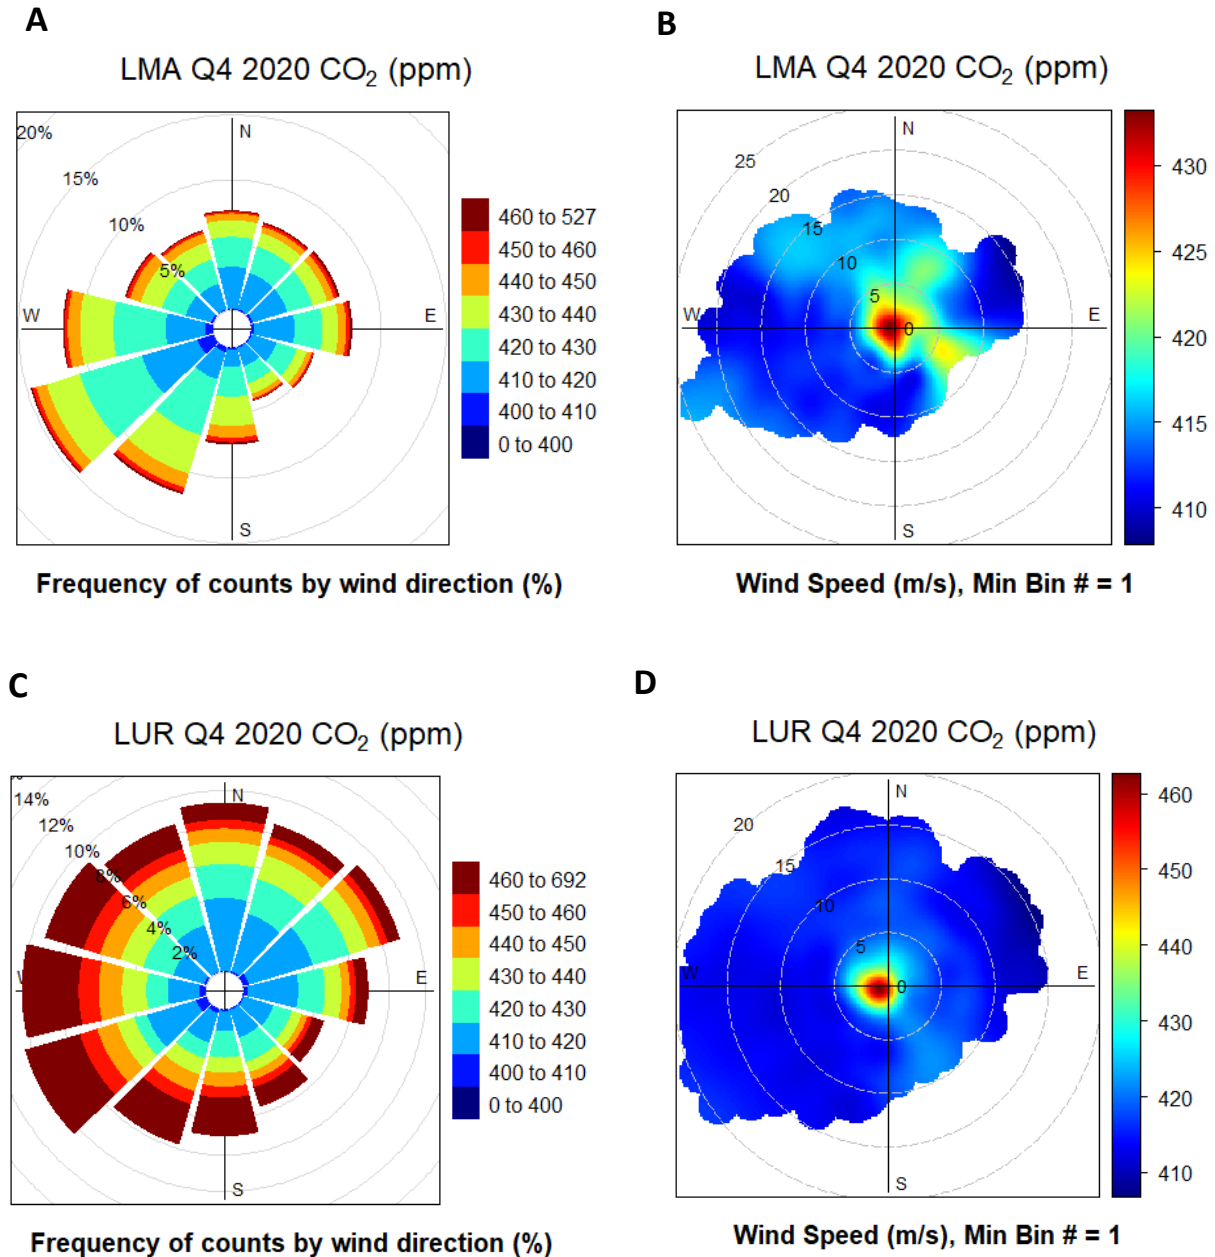 A
LMA Q4 2020 CO₂ (ppm)
20%
15%
10%
5%
N
W
E
S
460 to 527
450 to 460
440 to 450
430 to 440
420 to 430
410 to 420
400 to 410
0 to 400
Frequency of counts by wind direction (%)
B
LMA Q4 2020 CO₂ (ppm)
25
20
15
10
5
0
N
W
E
S
430
425
420
415
410
Wind Speed (m/s), Min Bin # = 1
C
LUR Q4 2020 CO₂ (ppm)
14%
12%
10%
8%
6%
4%
2%
N
E
S
460 to 692
450 to 460
440 to 450
430 to 440
420 to 430
410 to 420
400 to 410
0 to 400
Frequency of counts by wind direction (%)
D
LUR Q4 2020 CO₂ (ppm)
20
15
10
5
0
N
W
E
S
460
450
440
430
420
410
Wind Speed (m/s), Min Bin # = 1